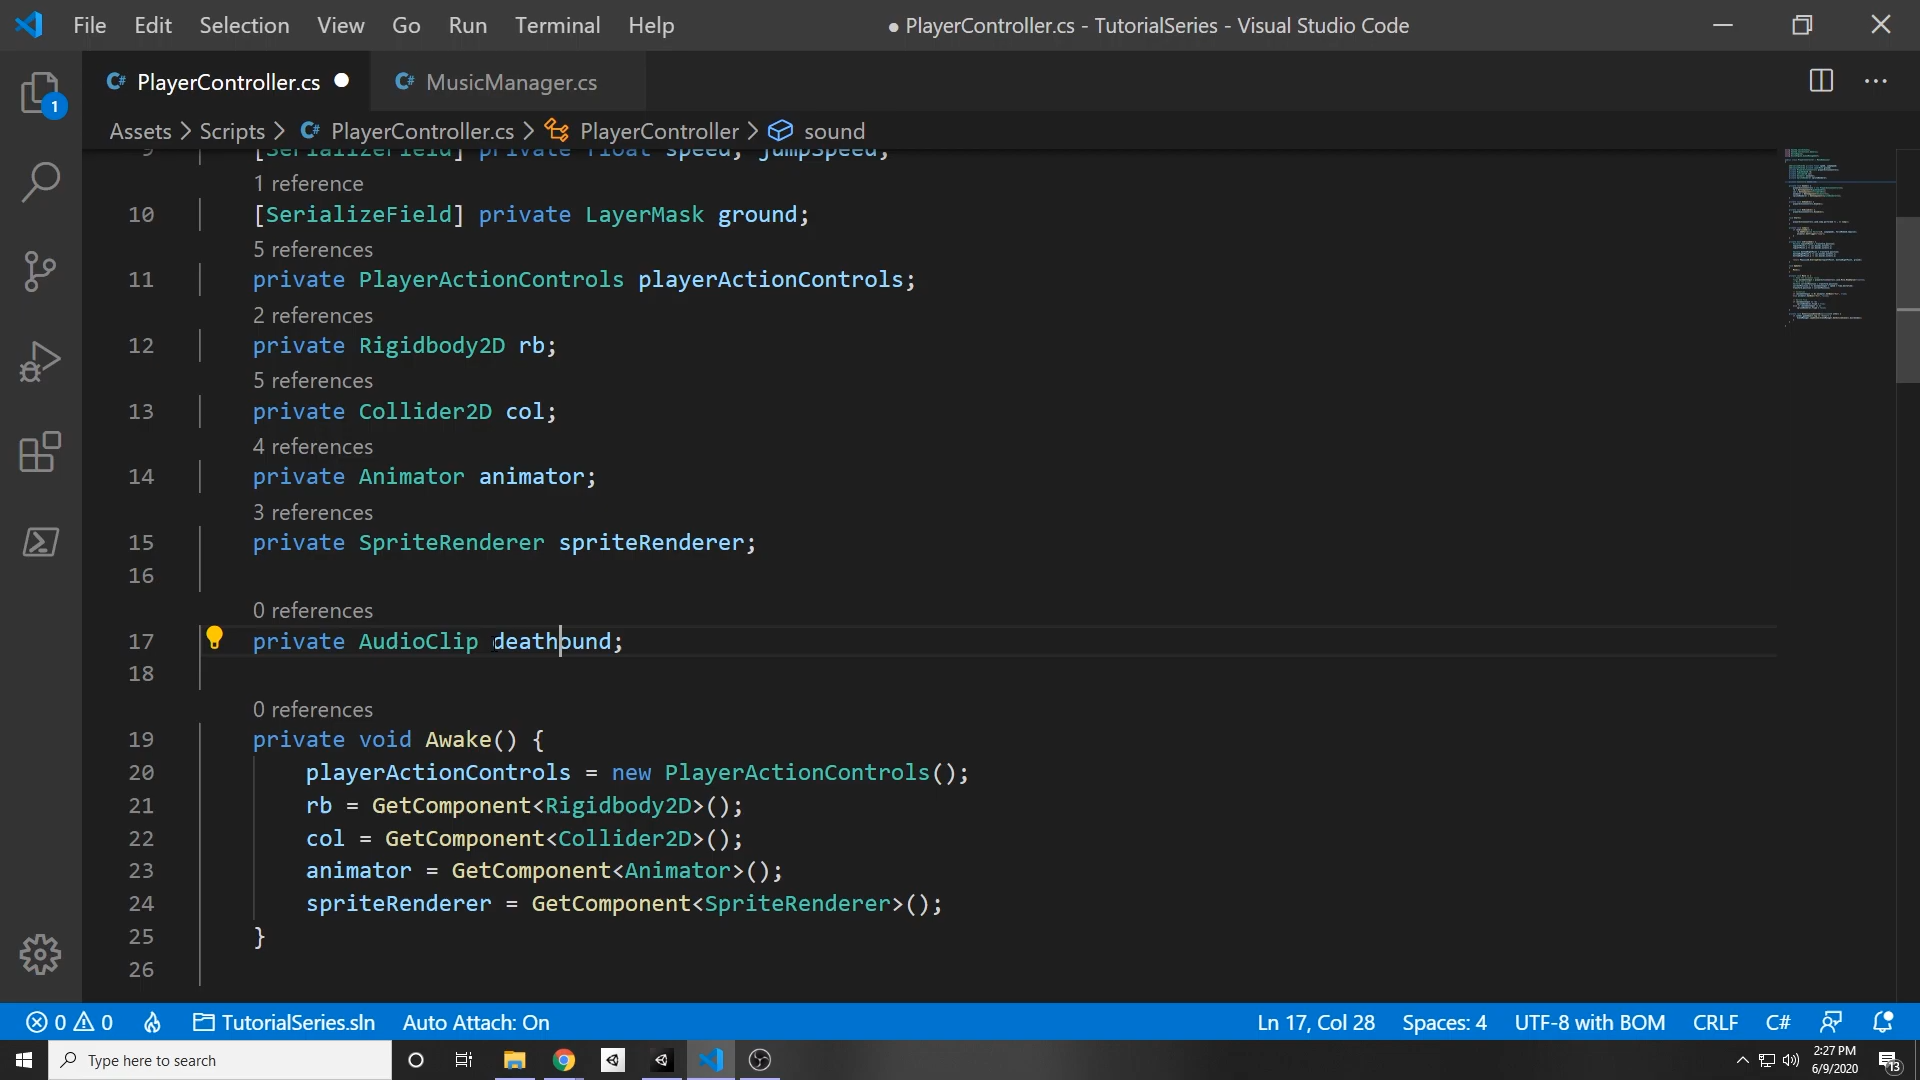 File Edit Selection View Go Run Terminal Help ● PlayerController.cs - TutorialSeries - Visual Studio Code
C# PlayerController.cs ● C# MusicManager.cs
1
Assets > Scripts > C# PlayerController.cs > PlayerController > sound
9 [SerializeField] private float speed, jumpSpeed;
1 reference
10 [SerializeField] private LayerMask ground;
5 references
11 private PlayerActionControls playerActionControls;
2 references
12 private Rigidbody2D rb;
5 references
13 private Collider2D col;
4 references
14 private Animator animator;
3 references
15 private SpriteRenderer spriteRenderer;
16
0 references
17 private AudioClip deathound;
18
0 references
19 private void Awake() {
20 playerActionControls = new PlayerActionControls();
21 rb = GetComponent<Rigidbody2D>();
22 col = GetComponent<Collider2D>();
23 animator = GetComponent<Animator>();
24 spriteRenderer = GetComponent<SpriteRenderer>();
25 }
26
0 0 TutorialSeries.sln Auto Attach: On Ln 17, Col 28 Spaces: 4 UTF-8 with BOM CRLF C#
Type here to search 2:27 PM
6/9/2020 13